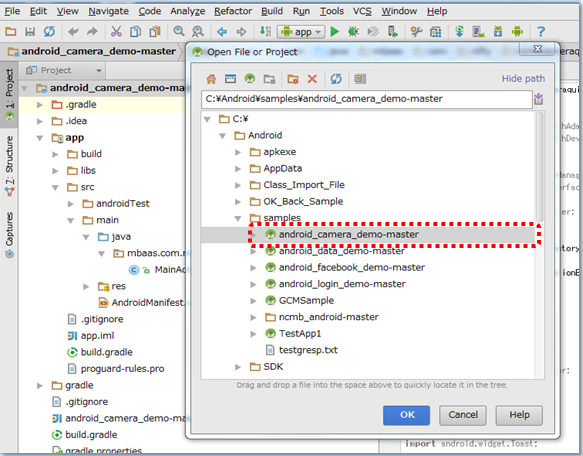 File Edit View Navigate Code Analyze Refactor Build Run Tools VCS Window Help
app
android_camera_demo-master
1: Project
Z: Structure
Captures
Project
android_camera_demo-master
.gradle
.idea
app
build
libs
src
androidTest
main
java
mbaas.com.n
res
AndroidManifest.
.gitignore
app.iml
build.gradle
proguard-rules.pro
gradle
.gitignore
android_camera_demo-ma
build.gradle
gradle.properties
Open File or Project
Hide path
C:¥Android¥samples¥android_camera_demo-master
C:¥
Android
apkexe
AppData
Class_Import_File
OK_Back_Sample
samples
android_camera_demo-master
android_data_demo-master
android_facebook_demo-master
android_login_demo-master
GCMSample
ncmb_android-master
TestApp1
testgresp.txt
SDK
Drag and drop a file into the space above to quickly locate it in the tree.
OK Cancel Help
import android.widget.Toast;